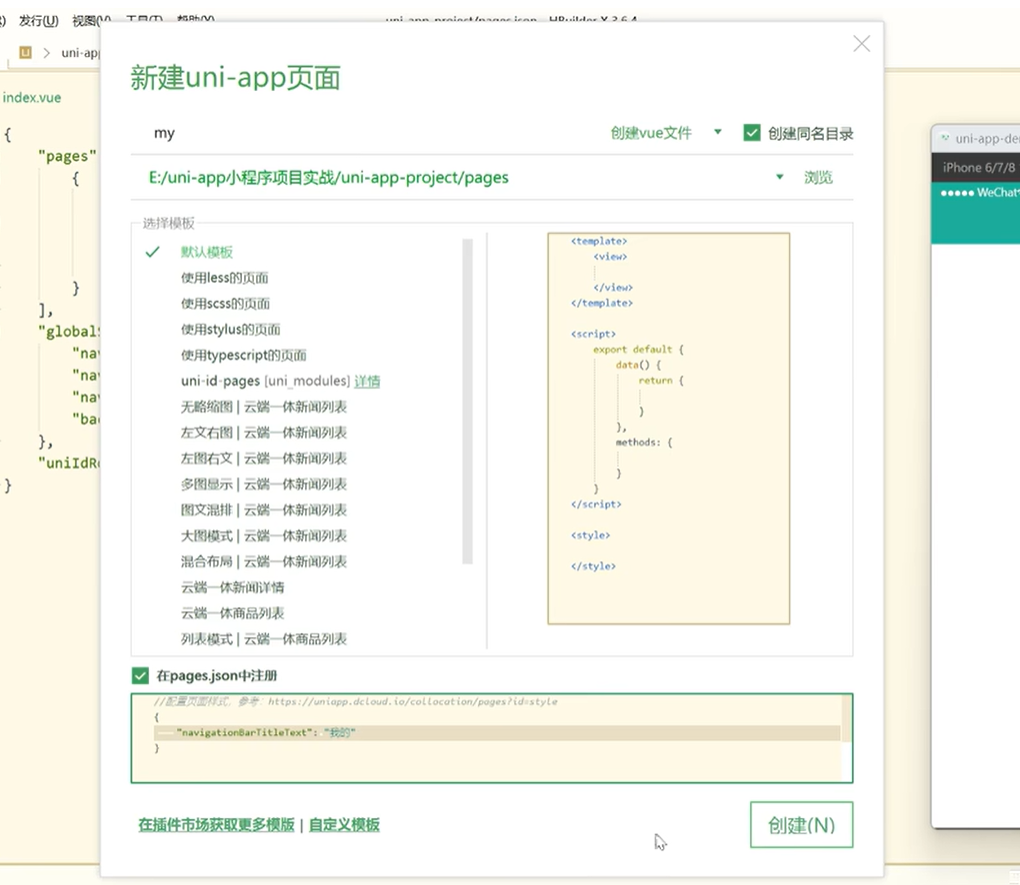 发行(U) 视图(V) 工具(T) 帮助(Y) uni-app-project/pages.json - HBuilder X 3.6.4
新建uni-app页面
my 创建vue文件 创建同名目录
E:/uni-app小程序项目实战/uni-app-project/pages 浏览
选择模板
默认模板
使用less的页面
使用scss的页面
使用stylus的页面
使用typescript的页面
uni-id-pages [uni_modules] 详情
无略缩图 | 云端一体新闻列表
左文右图 | 云端一体新闻列表
左图右文 | 云端一体新闻列表
多图显示 | 云端一体新闻列表
图文混排 | 云端一体新闻列表
大图模式 | 云端一体新闻列表
混合布局 | 云端一体新闻列表
云端一体新闻详情
云端一体商品列表
列表模式 | 云端一体商品列表
<template>
<view>
</view>
</template>
<script>
export default {
data() {
return {
}
},
methods: {
}
}
</script>
<style>
</style>
在pages.json中注册
//配置页面样式，参考：https://uniapp.dcloud.io/collocation/pages?id=style
{
"navigationBarTitleText": "我的"
}
在插件市场获取更多模版 | 自定义模板
创建(N)
index.vue
{
"pages"
{
}
],
"global
"na
"na
"na
"ba
},
"uniIdR
}
uni-app-de
iPhone 6/7/8
WeChat